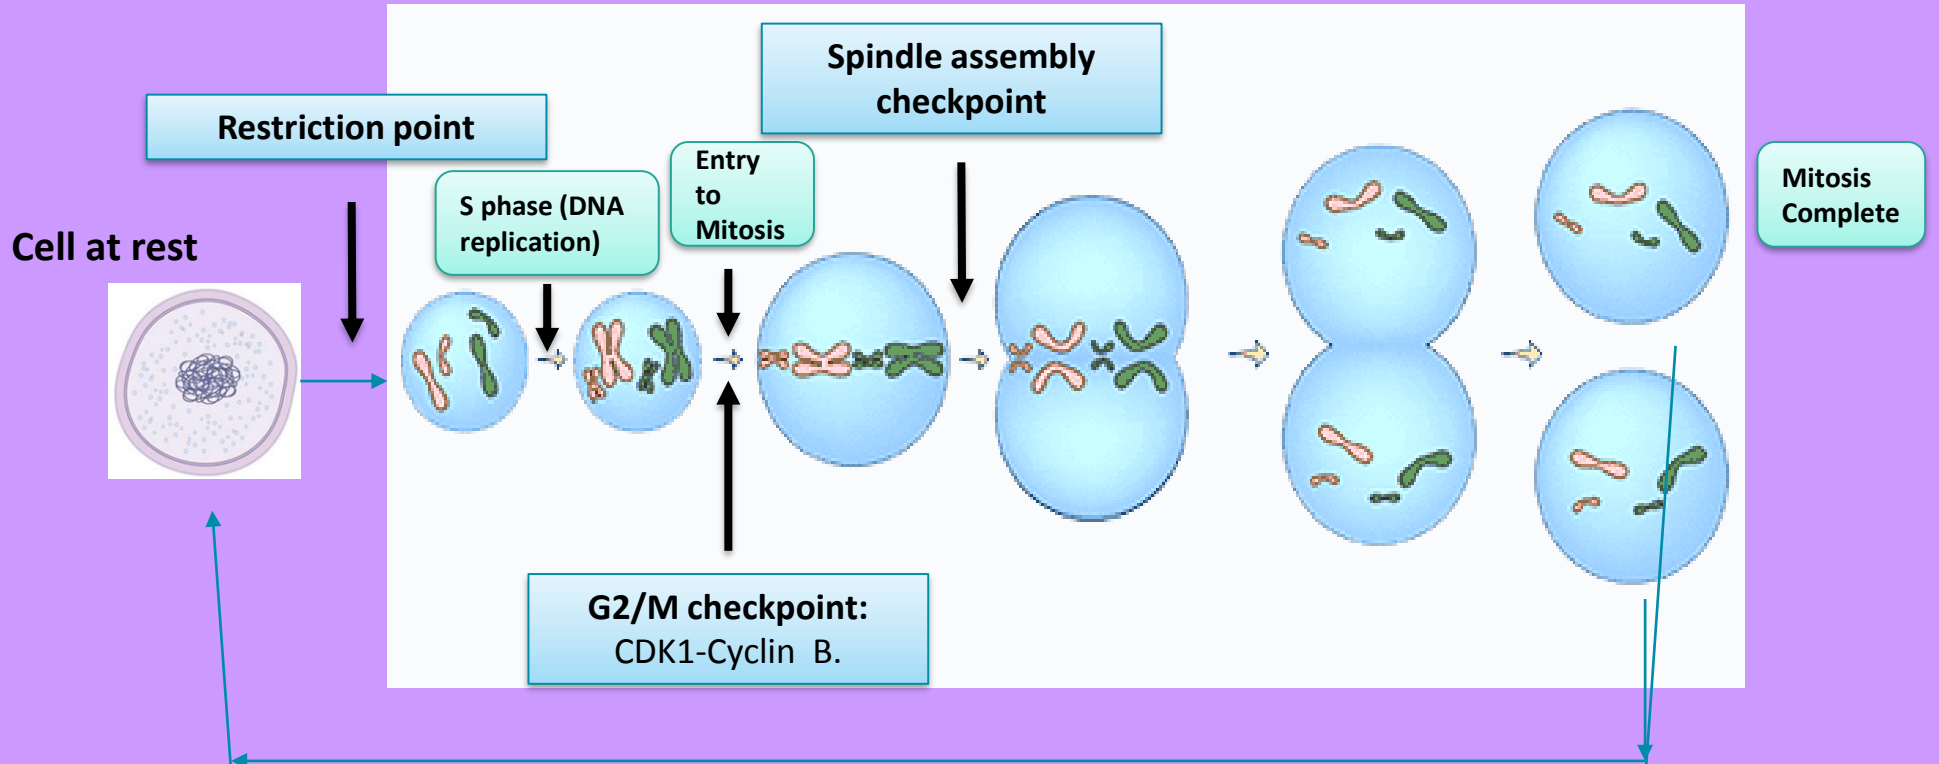 Spindle assembly
checkpoint
Restriction point
Entry
to
Mitosis
S phase (DNA
replication)
Mitosis
Complete
Cell at rest
G2/M checkpoint:
CDK1-Cyclin  B.